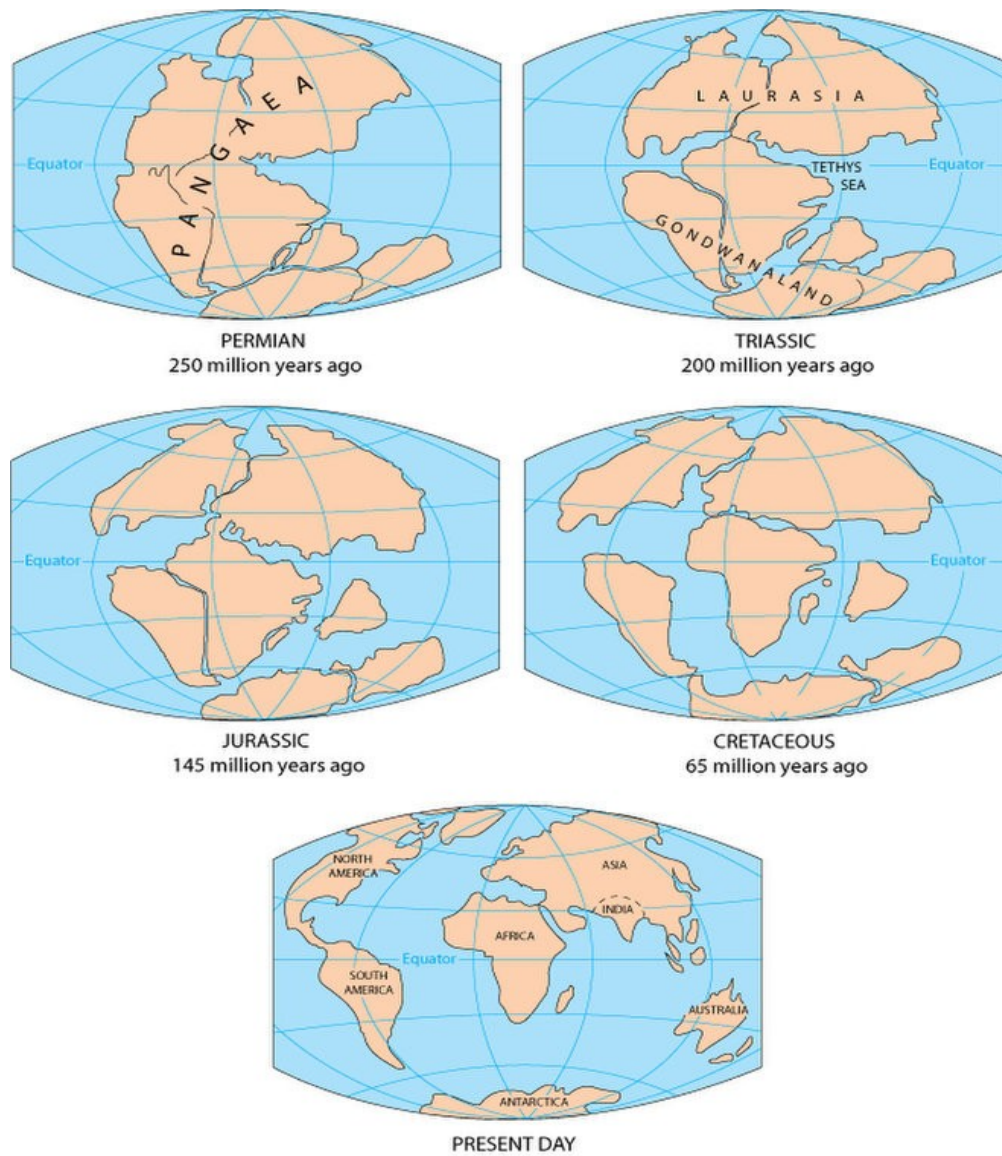 PANGAEA
Equator
PERMIAN
250 million years ago
LAURASIA
TETHYS
SEA
Equator
GONDWANALAND
TRIASSIC
200 million years ago
Equator
JURASSIC
145 million years ago
Equator
CRETACEOUS
65 million years ago
NORTH
AMERICA
ASIA
INDIA
AFRICA
Equator
SOUTH
AMERICA
AUSTRALIA
ANTARCTICA
PRESENT DAY